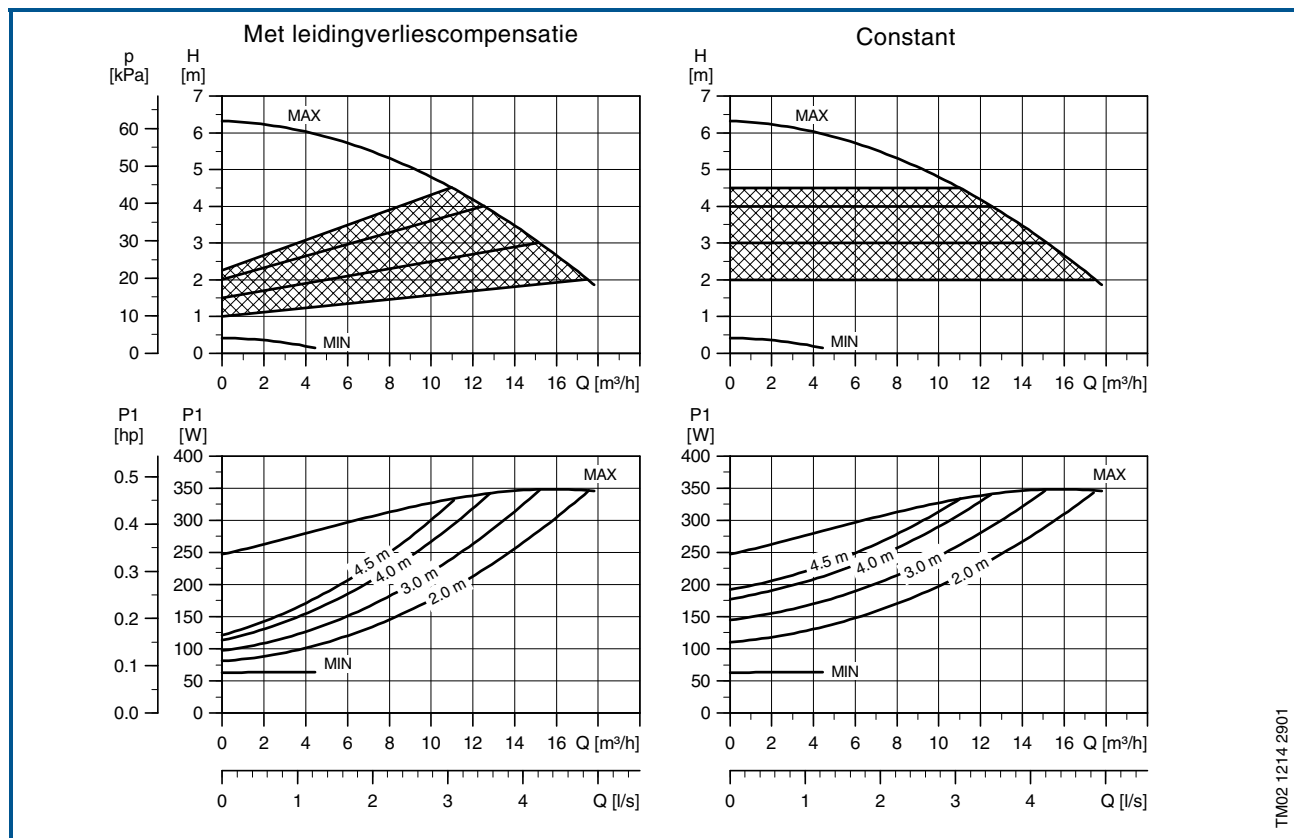 Met leidingverliescompensatie
p
[kPa]
H
[m]
60
50
40
30
20
10
0
7
6
5
4
3
2
1
0
MAX
MIN
0 2 4 6 8 10 12 14 16 Q [m³/h]
Constant
H
[m]
7
6
5
4
3
2
1
0
MAX
MIN
0 2 4 6 8 10 12 14 16 Q [m³/h]
P1
[hp]
P1
[W]
0.5
0.4
0.3
0.2
0.1
0.0
400
350
300
250
200
150
100
50
0
MAX
4.5 m
4.0 m
3.0 m
2.0 m
MIN
0 2 4 6 8 10 12 14 16 Q [m³/h]
0 1 2 3 4 Q [l/s]
P1
[W]
400
350
300
250
200
150
100
50
0
MAX
4.5 m
4.0 m
3.0 m
2.0 m
MIN
0 2 4 6 8 10 12 14 16 Q [m³/h]
0 1 2 3 4 Q [l/s]
TM02 1214 2901